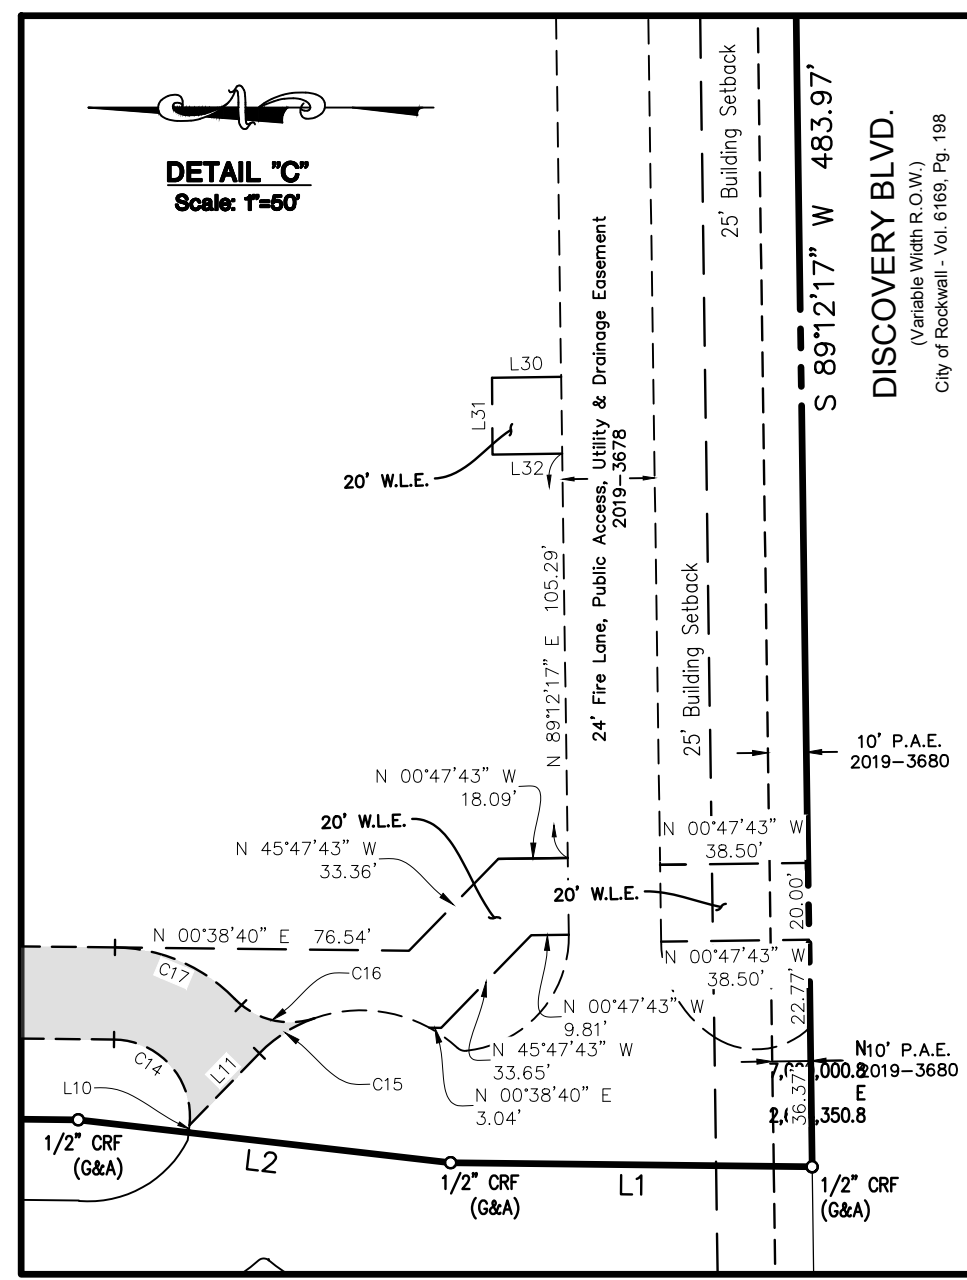 N
DETAIL "C"
Scale: 1"=50'
25' Building Setback
S 89°12'17" W 483.97'
DISCOVERY BLVD.
(Variable Width R.O.W.)
City of Rockwall - Vol. 6169, Pg. 198
24' Fire Lane, Public Access, Utility & Drainage Easement
2019-3678
L30
L31
L32
20' W.L.E.
N 89°12'17" E 105.29'
25' Building Setback
10' P.A.E.
2019-3680
N 00°47'43" W
18.09'
20' W.L.E.
N 45°47'43" W
33.36'
N 00°47'43" W
38.50'
20' W.L.E.
20.00'
N 00°38'40" E 76.54'
N 00°47'43" W
38.50'
22.77'
C17
C16
N 00°47'43" W
9.81'
N 45°47'43" W
33.65'
N 00°38'40" E
3.04'
C14
L11
C15
L10
10' P.A.E.
2019-3680
N
E
36.37'
1/2" CRF
(G&A)
L2
1/2" CRF
(G&A)
L1
1/2" CRF
(G&A)